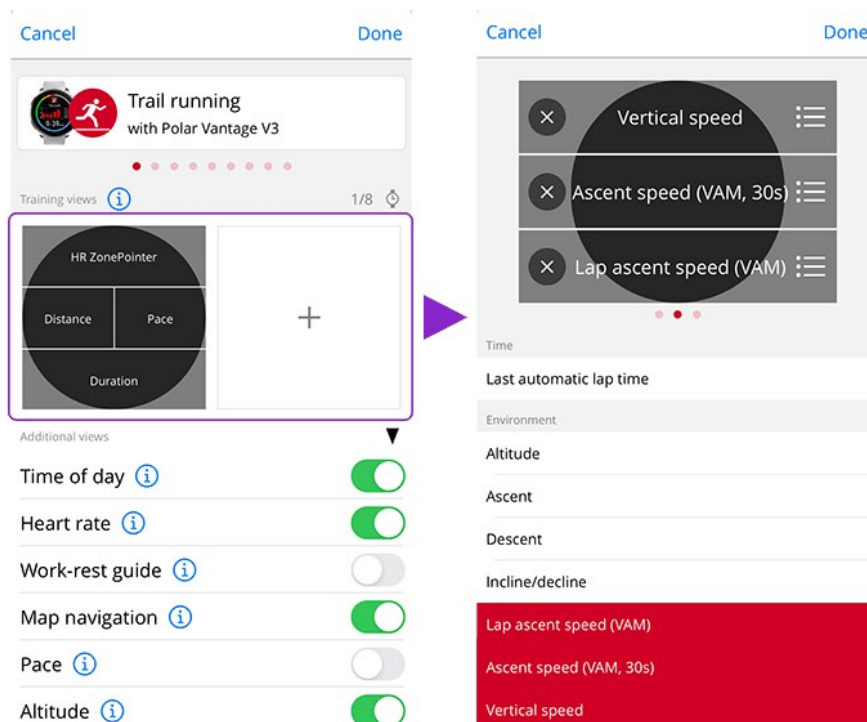 Cancel
Done
Trail running
with Polar Vantage V3
Training views
1/8
HR ZonePointer
Distance
Pace
Duration
+
Additional views
Time of day
Heart rate
Work-rest guide
Map navigation
Pace
Altitude
Cancel
Done
Vertical speed
Ascent speed (VAM, 30s)
Lap ascent speed (VAM)
Time
Last automatic lap time
Environment
Altitude
Ascent
Descent
Incline/decline
Lap ascent speed (VAM)
Ascent speed (VAM, 30s)
Vertical speed